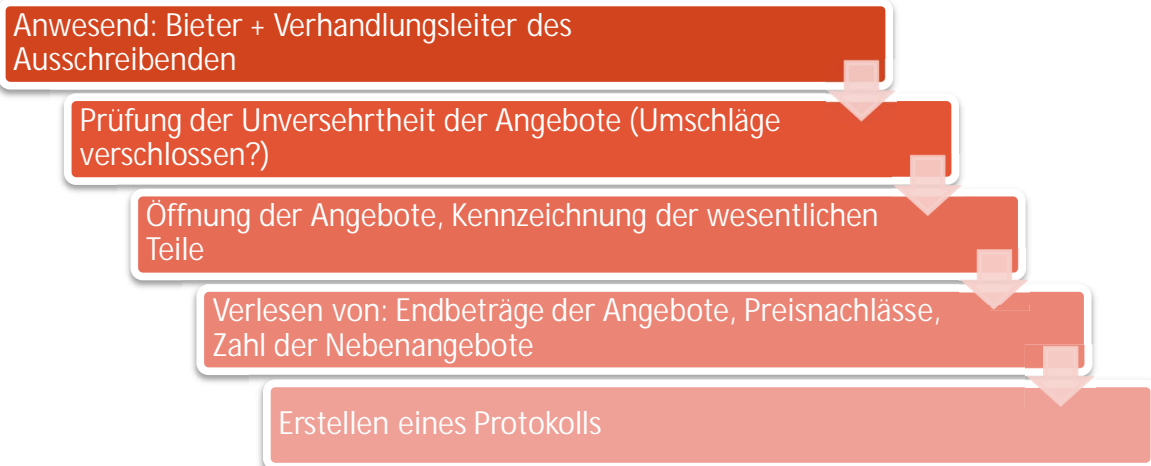 Anwesend: Bieter + Verhandlungsleiter des
Ausschreibenden
Prüfung der Unversehrtheit der Angebote (Umschläge
verschlossen?)
Öffnung der Angebote, Kennzeichnung der wesentlichen
Teile
Verlesen von: Endbeträge der Angebote, Preisnachlässe,
Zahl der Nebenangebote
Erstellen eines Protokolls